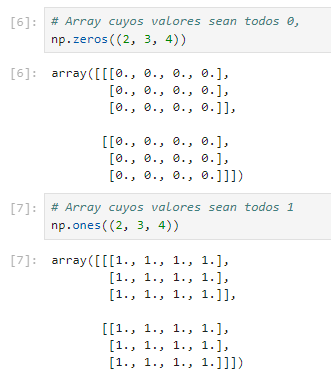 [6]: # Array cuyos valores sean todos 0,
np.zeros((2, 3, 4))
[6]: array([[[0., 0., 0., 0.],
[0., 0., 0., 0.],
[0., 0., 0., 0.]],
[[0., 0., 0., 0.],
[0., 0., 0., 0.],
[0., 0., 0., 0.]]])
[7]: # Array cuyos valores sean todos 1
np.ones((2, 3, 4))
[7]: array([[[1., 1., 1., 1.],
[1., 1., 1., 1.],
[1., 1., 1., 1.]],
[[1., 1., 1., 1.],
[1., 1., 1., 1.],
[1., 1., 1., 1.]]])